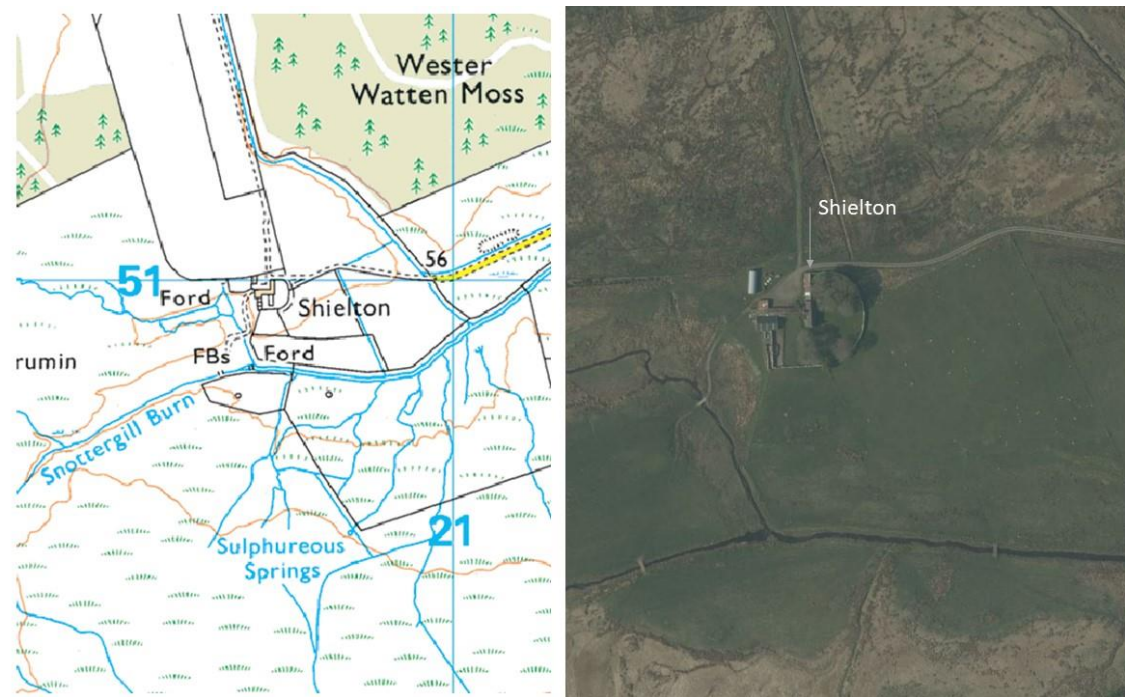 Wester
Watten Moss
56
51
Ford
Shielton
rumin
FBs
Ford
Snottergill Burn
21
Sulphureous
Springs
Shielton